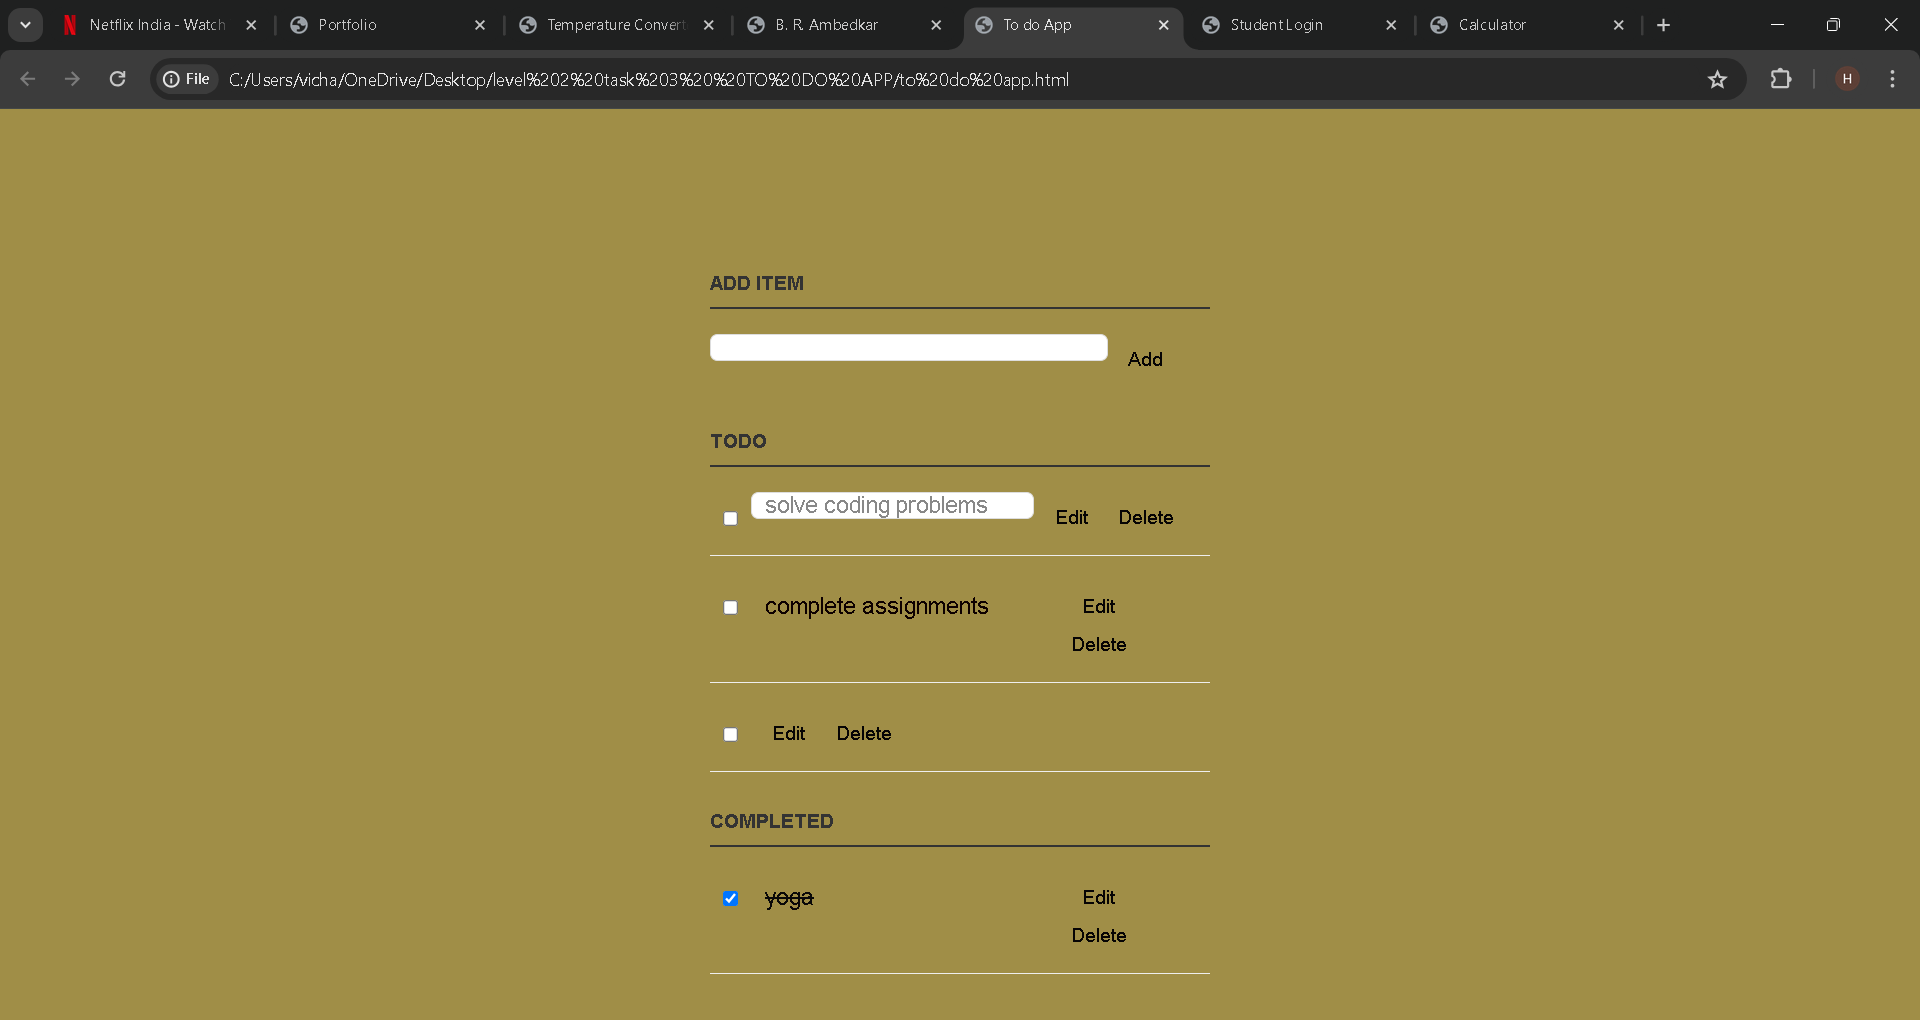 Netflix India - Watch
Portfolio
Temperature Convert
B. R. Ambedkar
To do App
Student Login
Calculator
File
C:/Users/vicha/OneDrive/Desktop/level%202%20task%203%20%20TO%20DO%20APP/to%20do%20app.html
H
ADD ITEM
Add
TODO
solve coding problems Edit Delete
complete assignments Edit
Delete
Edit Delete
COMPLETED
yoga Edit
Delete